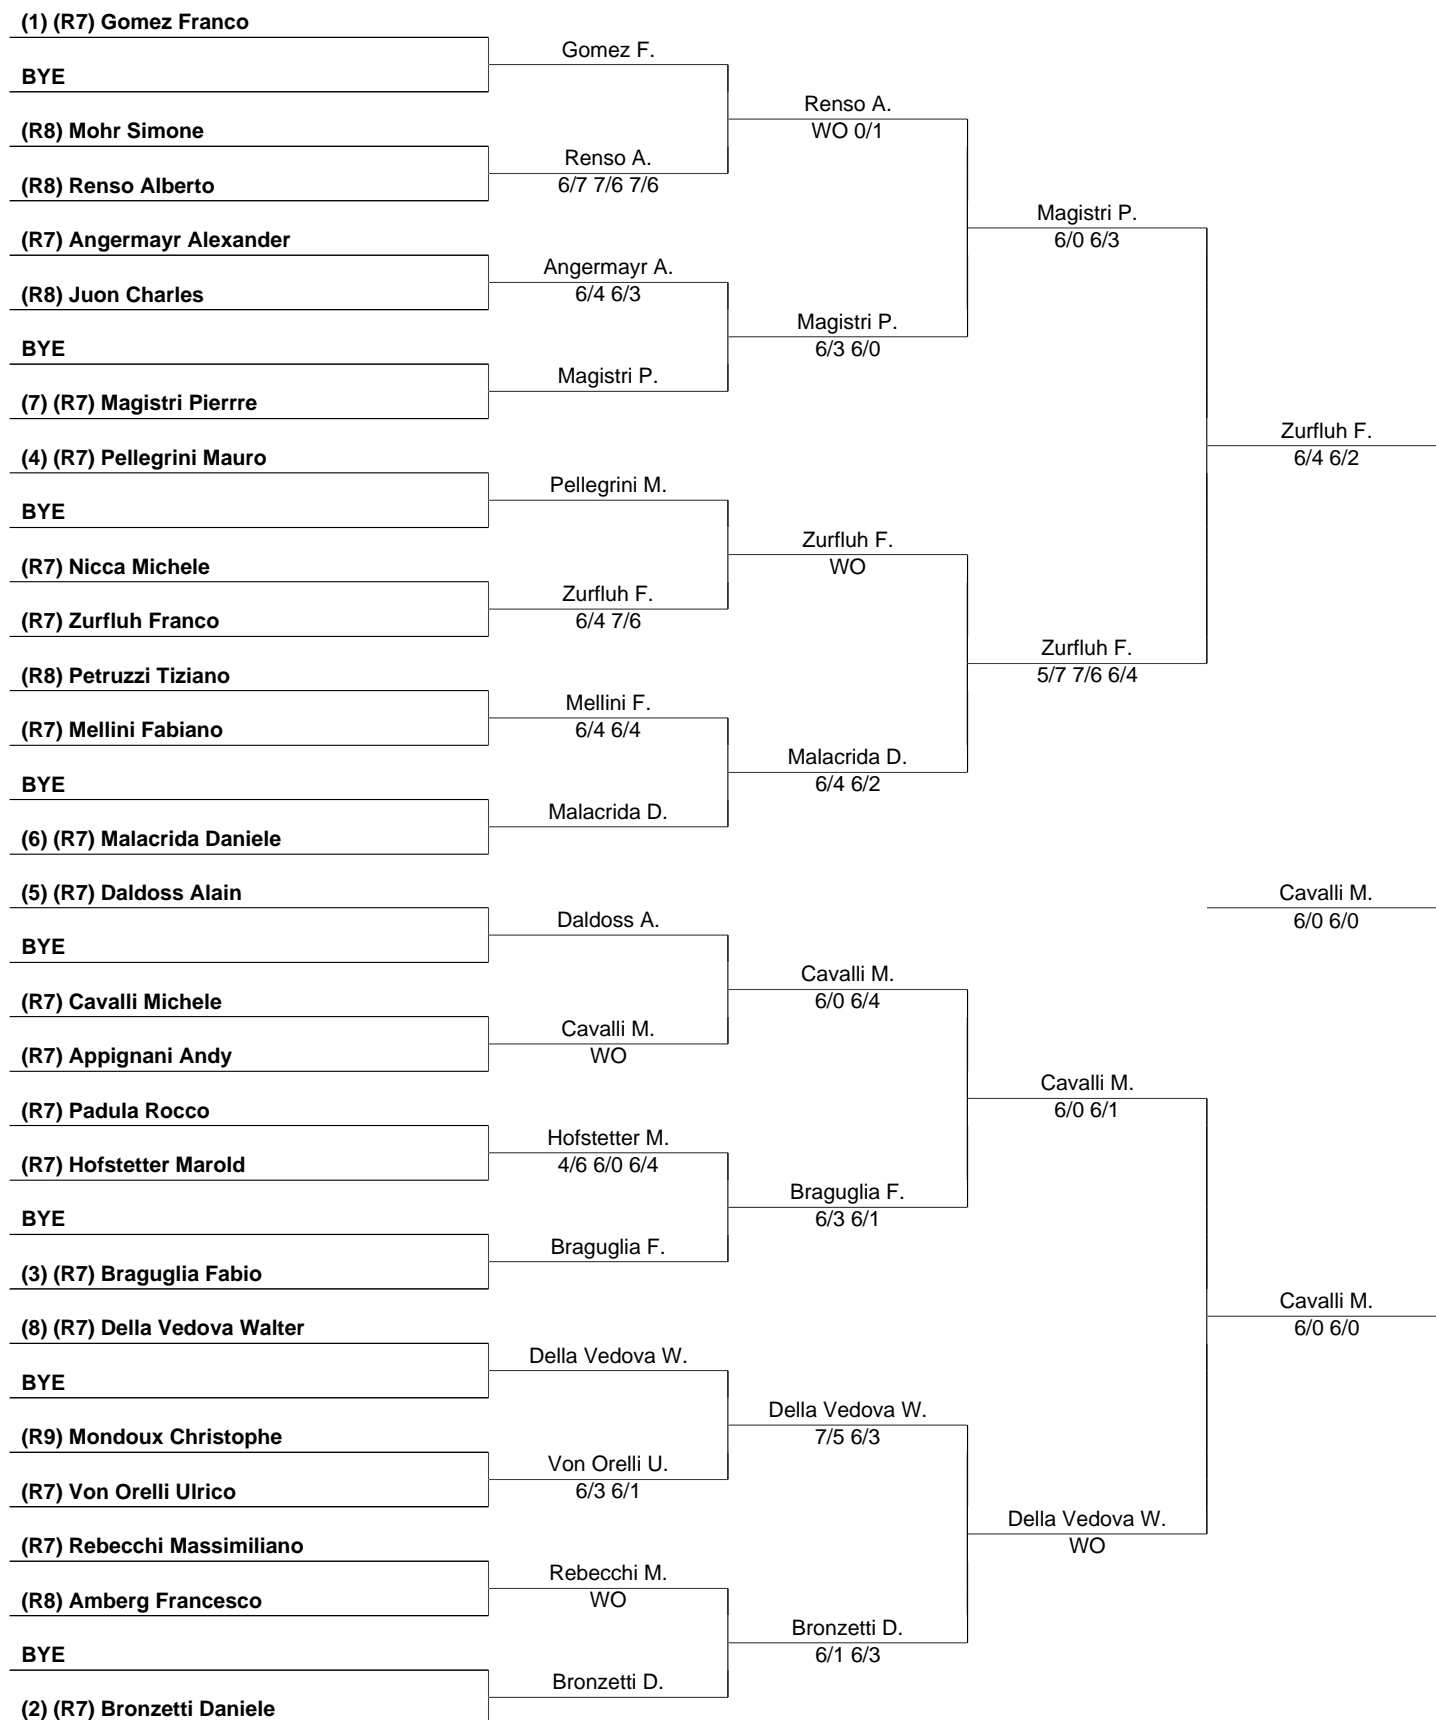 (1) (R7) Gomez Franco
BYE
(R8) Mohr Simone
(R8) Renso Alberto
(R7) Angermayr Alexander
(R8) Juon Charles
BYE
(7) (R7) Magistri Pierrre
(4) (R7) Pellegrini Mauro
BYE
(R7) Nicca Michele
(R7) Zurfluh Franco
(R8) Petruzzi Tiziano
(R7) Mellini Fabiano
BYE
(6) (R7) Malacrida Daniele
(5) (R7) Daldoss Alain
BYE
(R7) Cavalli Michele
(R7) Appignani Andy
(R7) Padula Rocco
(R7) Hofstetter Marold
BYE
(3) (R7) Braguglia Fabio
(8) (R7) Della Vedova Walter
BYE
(R9) Mondoux Christophe
(R7) Von Orelli Ulrico
(R7) Rebecchi Massimiliano
(R8) Amberg Francesco
BYE
(2) (R7) Bronzetti Daniele
Gomez F.
Renso A.
6/7 7/6 7/6
Angermayr A.
6/4 6/3
Magistri P.
Pellegrini M.
Zurfluh F.
6/4 7/6
Mellini F.
6/4 6/4
Malacrida D.
Daldoss A.
Cavalli M.
WO
Hofstetter M.
4/6 6/0 6/4
Braguglia F.
Della Vedova W.
Von Orelli U.
6/3 6/1
Rebecchi M.
WO
Bronzetti D.
Renso A.
WO 0/1
Magistri P.
6/3 6/0
Zurfluh F.
WO
Malacrida D.
6/4 6/2
Cavalli M.
6/0 6/4
Braguglia F.
6/3 6/1
Della Vedova W.
7/5 6/3
Bronzetti D.
6/1 6/3
Magistri P.
6/0 6/3
Zurfluh F.
5/7 7/6 6/4
Cavalli M.
6/0 6/1
Della Vedova W.
WO
Zurfluh F.
6/4 6/2
Cavalli M.
6/0 6/0
Cavalli M.
6/0 6/0